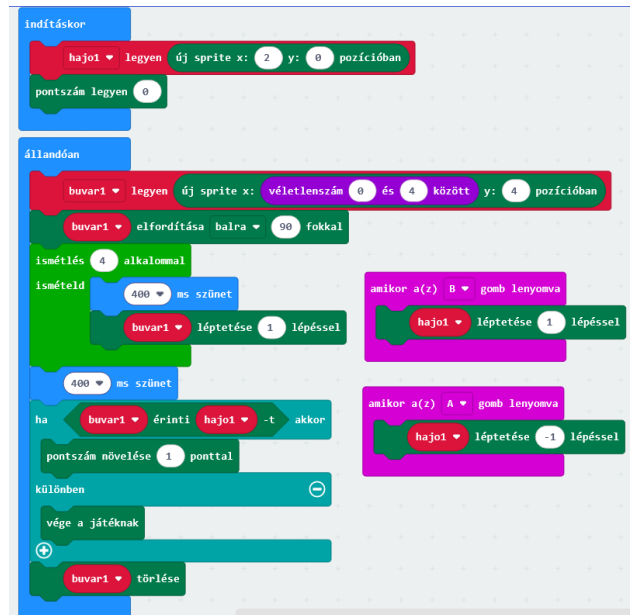 indításkor
hajo1 legyen új sprite x: 2 y: 0 pozícióban
pontszám legyen 0
állandóan
buvar1 legyen új sprite x: véletlenszám 0 és 4 között y: 4 pozícióban
buvar1 elfordítása balra 90 fokkal
ismétlés 4 alkalommal
ismételd
400 ms szünet
buvar1 léptetése 1 lépéssel
400 ms szünet
ha buvar1 érinti hajo1 -t akkor
pontszám növelése 1 ponttal
különben
vége a játéknak
buvar1 törlése
amikor a(z) B gomb lenyomva
hajo1 léptetése 1 lépéssel
amikor a(z) A gomb lenyomva
hajo1 léptetése -1 lépéssel